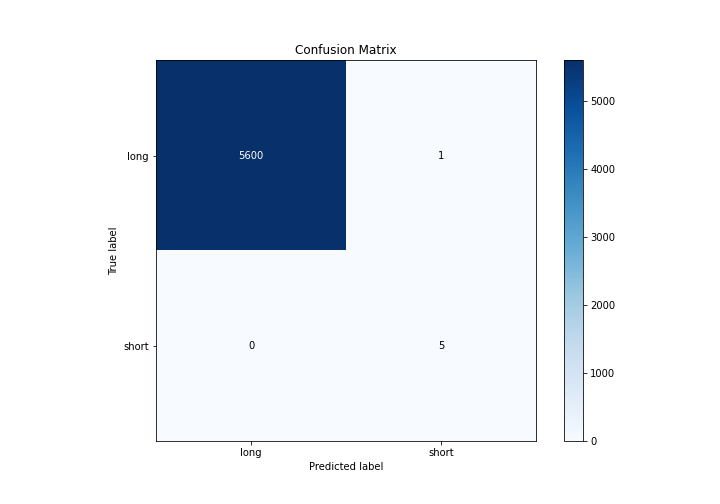 Confusion Matrix
long
5600
1
True label
short
0
5
long
short
Predicted label
5000
4000
3000
2000
1000
0